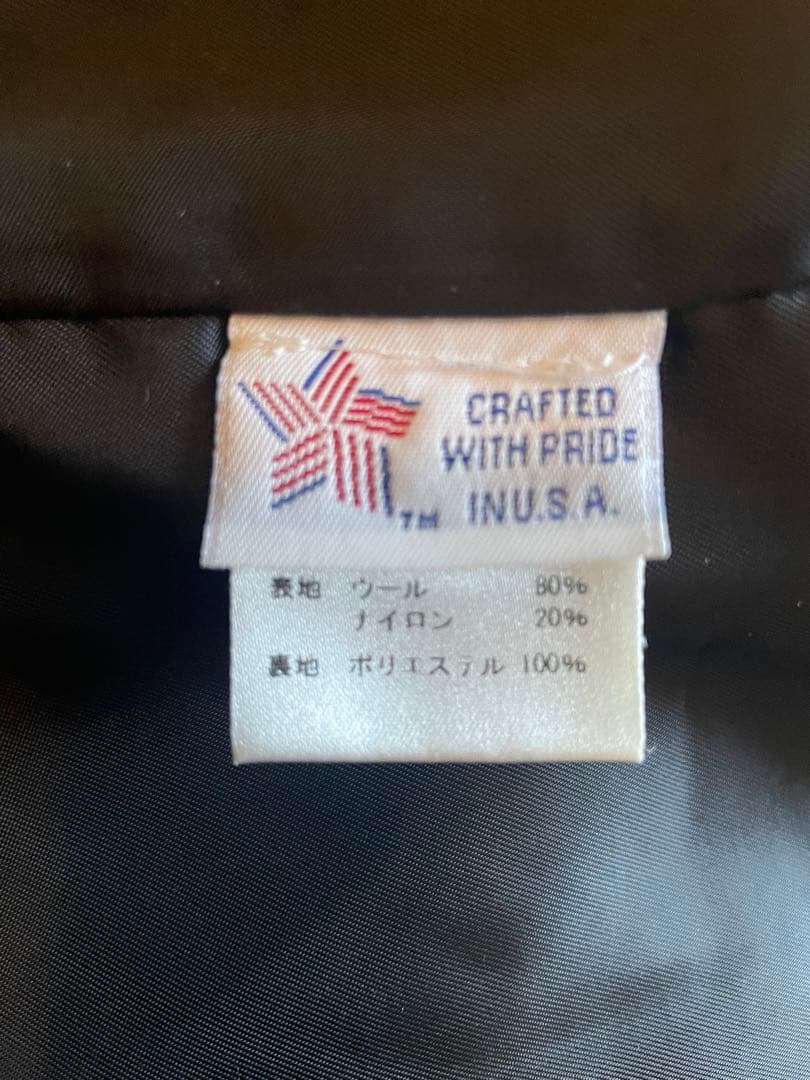 CRAFTED
WITH PRIDE
IN U.S.A.
TM
表地 ウール 80%
ナイロン 20%
裏地 ポリエステル 100%